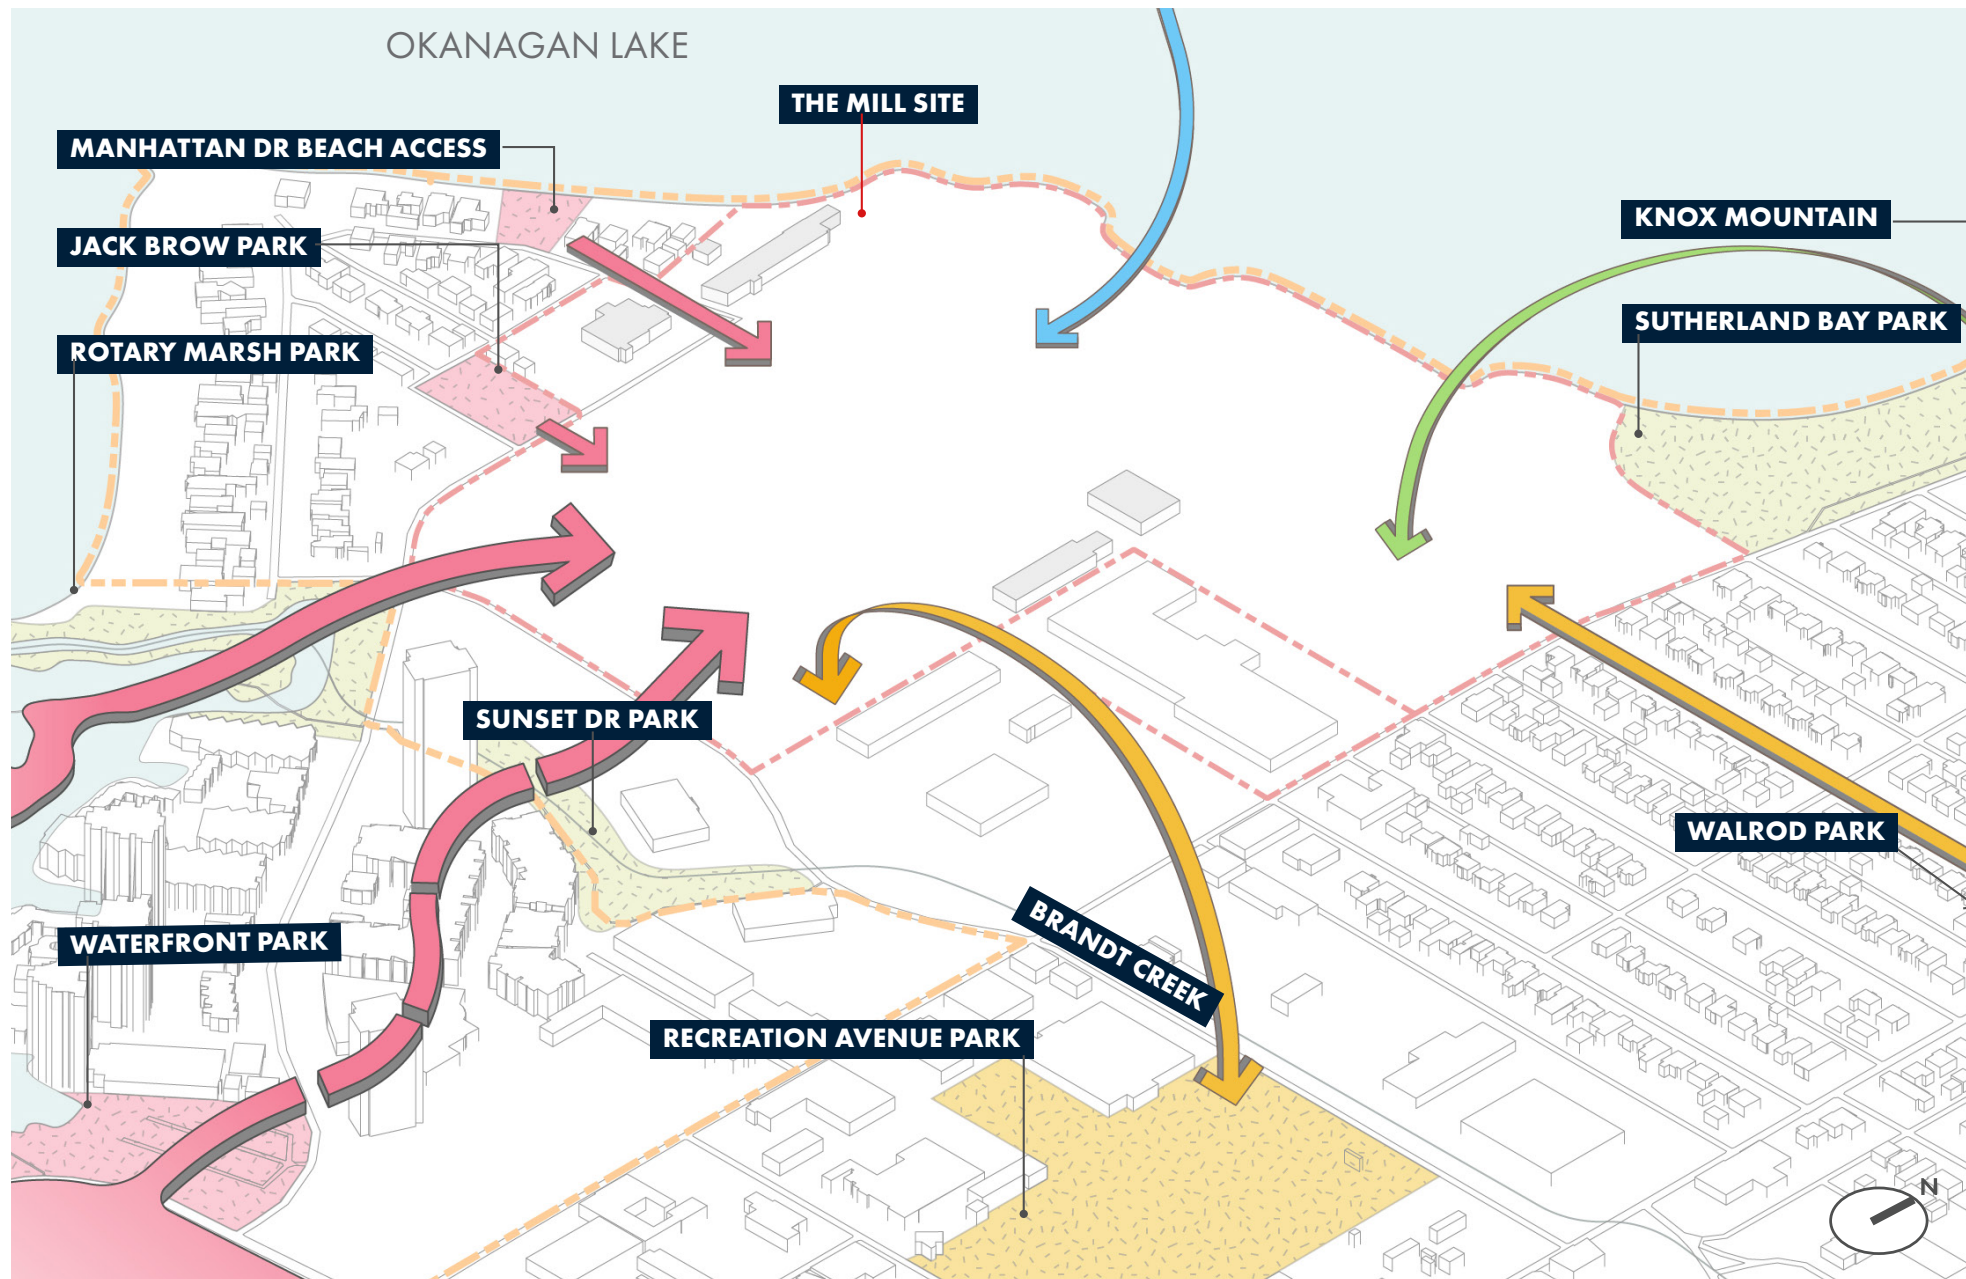 OKANAGAN LAKE
THE MILL SITE
MANHATTAN DR BEACH ACCESS
KNOX MOUNTAIN
JACK BROW PARK
SUTHERLAND BAY PARK
ROTARY MARSH PARK
SUNSET DR PARK
WALROD PARK
WATERFRONT PARK
BRANDT CREEK
RECREATION AVENUE PARK
N